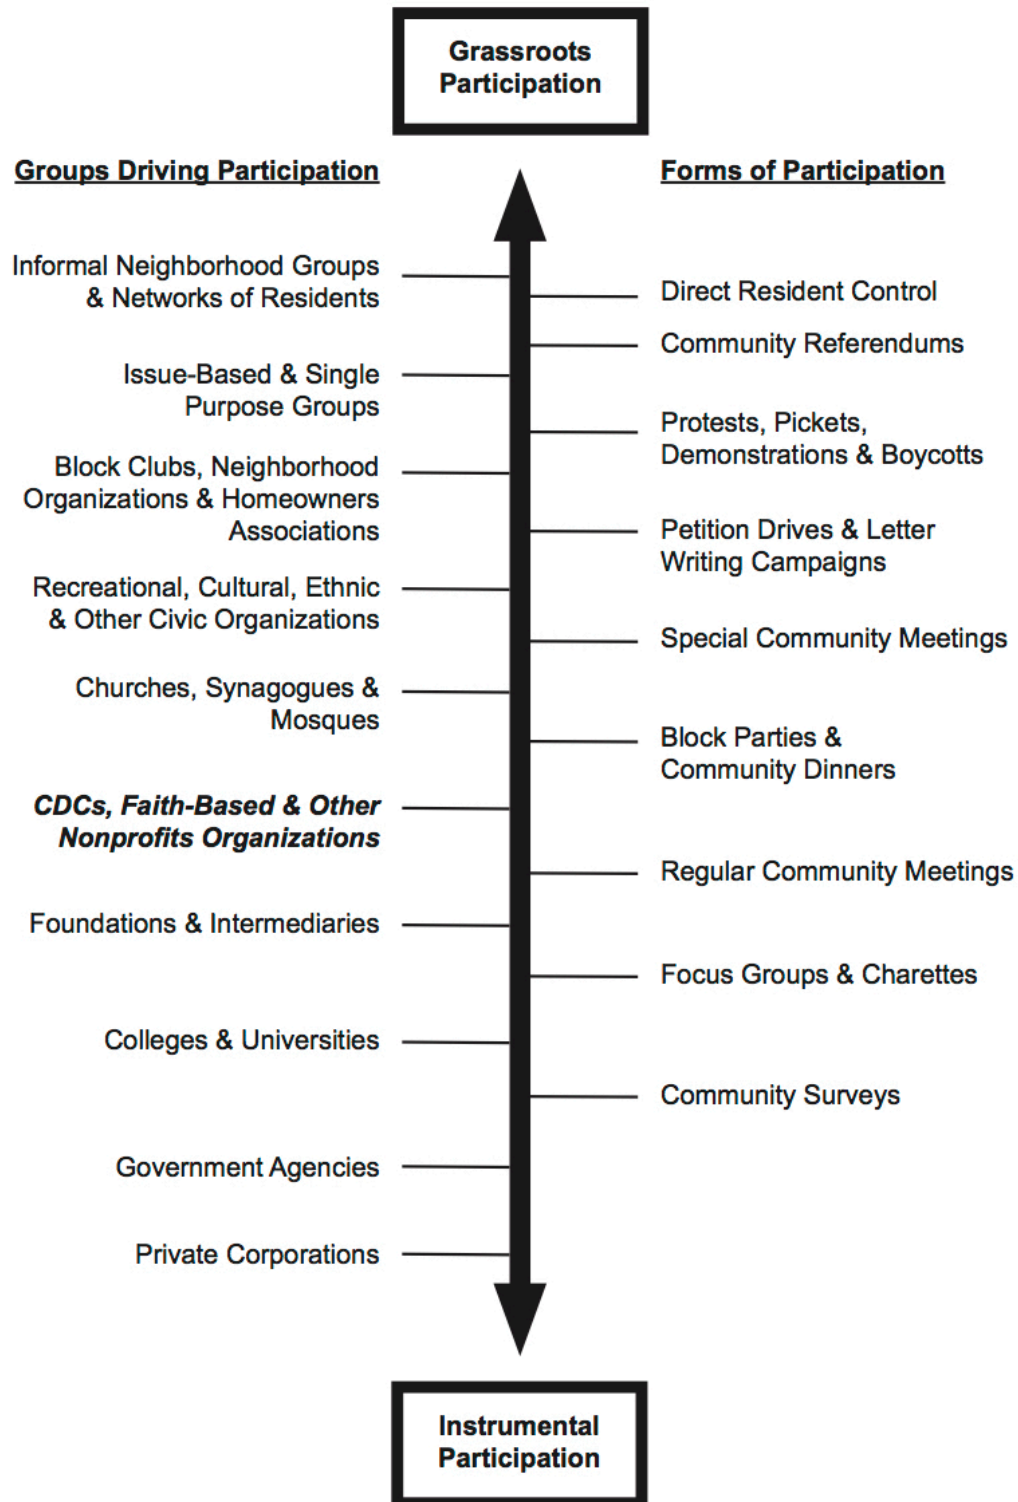 Grassroots
Participation
Groups Driving Participation
Informal Neighborhood Groups
& Networks of Residents
Issue-Based & Single
Purpose Groups
Block Clubs, Neighborhood
Organizations & Homeowners
Associations
Recreational, Cultural, Ethnic
& Other Civic Organizations
Churches, Synagogues &
Mosques
CDCs, Faith-Based & Other
Nonprofits Organizations
Foundations & Intermediaries
Colleges & Universities
Government Agencies
Private Corporations
Forms of Participation
Direct Resident Control
Community Referendums
Protests, Pickets,
Demonstrations & Boycotts
Petition Drives & Letter
Writing Campaigns
Special Community Meetings
Block Parties &
Community Dinners
Regular Community Meetings
Focus Groups & Charettes
Community Surveys
Instrumental
Participation